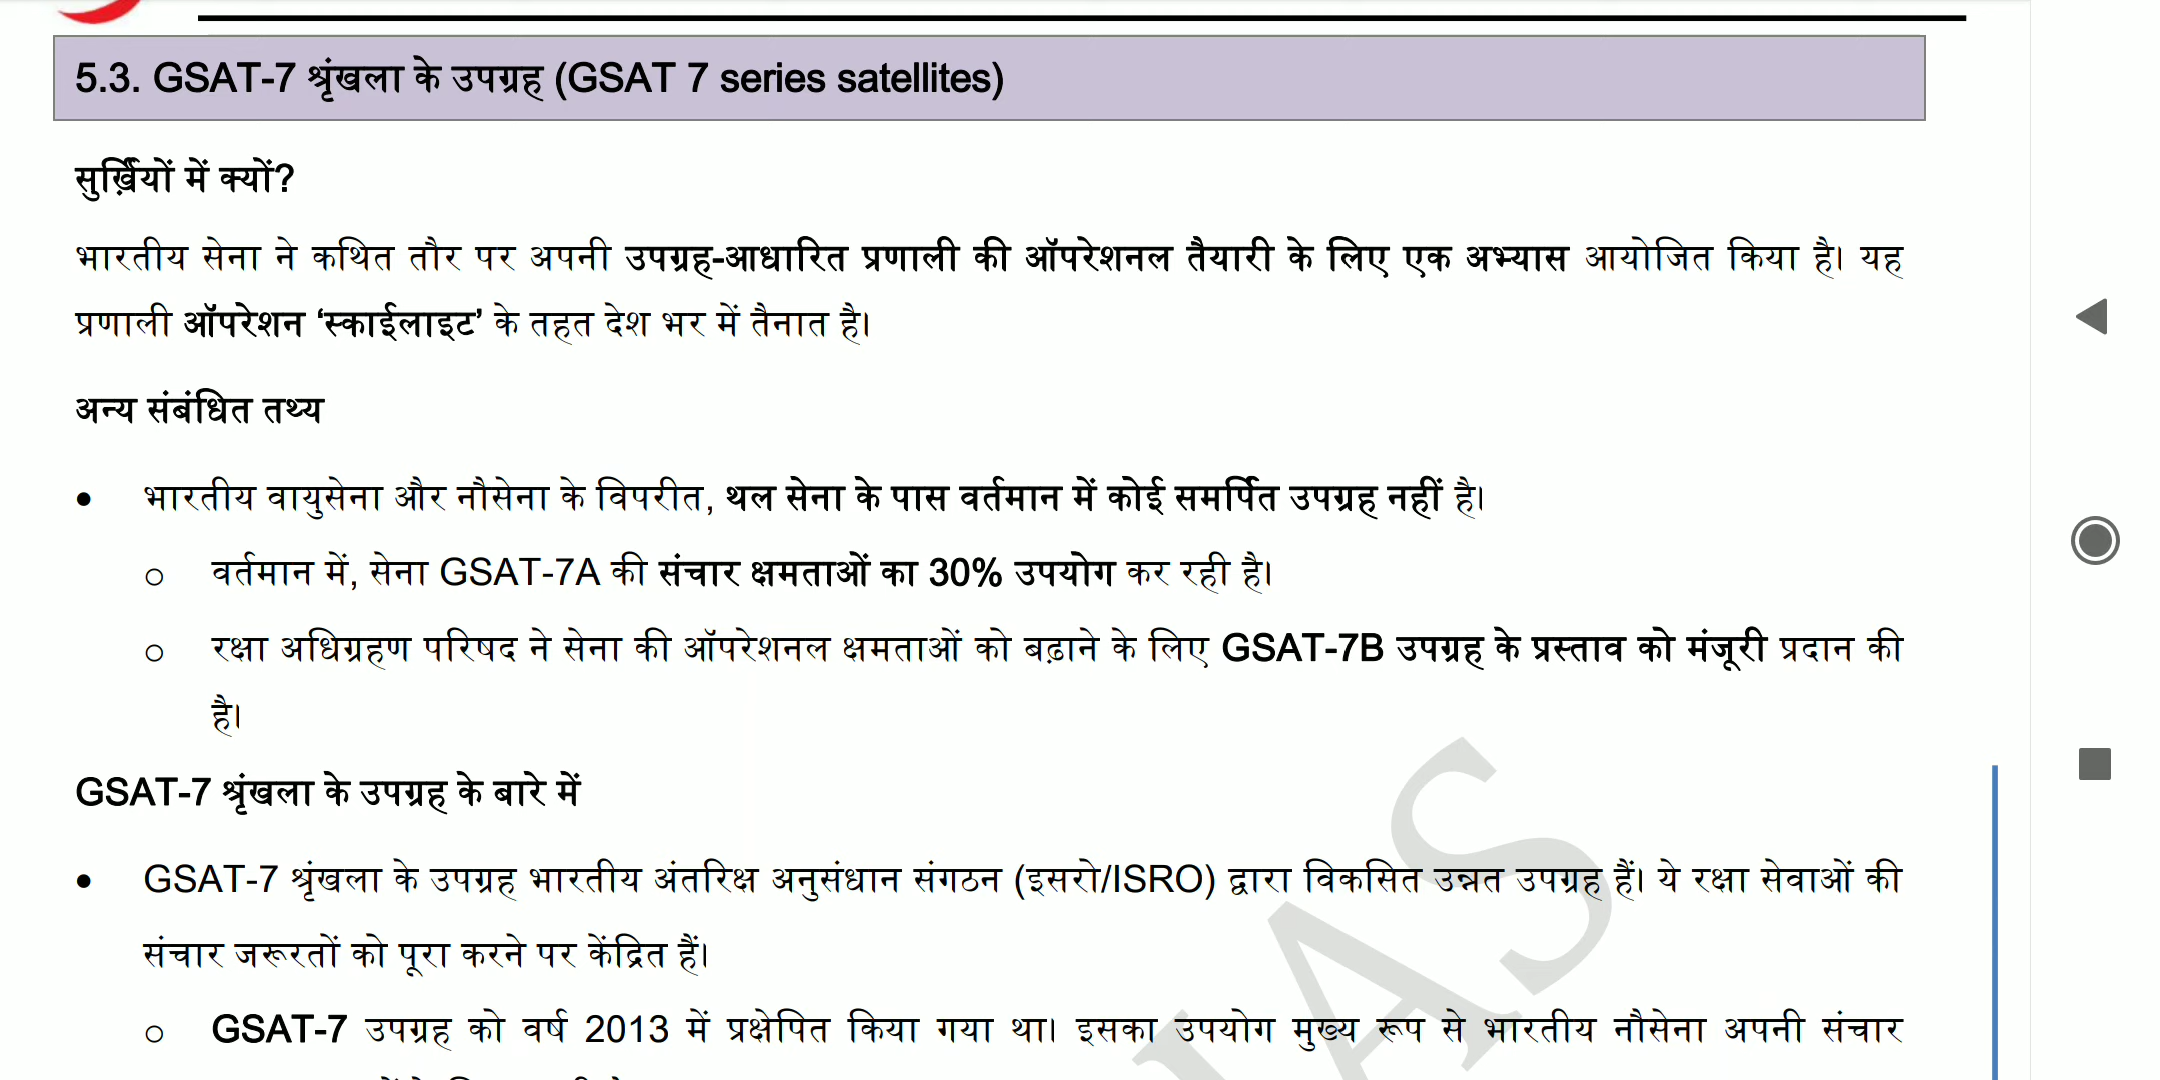 5.3. GSAT-7 श्रृंखला के उपग्रह (GSAT 7 series satellites)
सुर्ख़ियों में क्यों?
भारतीय सेना ने कथित तौर पर अपनी उपग्रह-आधारित प्रणाली की ऑपरेशनल तैयारी के लिए एक अभ्यास आयोजित किया है। यह
प्रणाली ऑपरेशन ‘स्काईलाइट’ के तहत देश भर में तैनात है।
अन्य संबंधित तथ्य
• भारतीय वायुसेना और नौसेना के विपरीत, थल सेना के पास वर्तमान में कोई समर्पित उपग्रह नहीं है।
o वर्तमान में, सेना GSAT-7A की संचार क्षमताओं का 30% उपयोग कर रही है।
o रक्षा अधिग्रहण परिषद ने सेना की ऑपरेशनल क्षमताओं को बढ़ाने के लिए GSAT-7B उपग्रह के प्रस्ताव को मंजूरी प्रदान की
है।
GSAT-7 श्रृंखला के उपग्रह के बारे में
• GSAT-7 श्रृंखला के उपग्रह भारतीय अंतरिक्ष अनुसंधान संगठन (इसरो/ISRO) द्वारा विकसित उन्नत उपग्रह हैं। ये रक्षा सेवाओं की
संचार जरूरतों को पूरा करने पर केंद्रित हैं।
o GSAT-7 उपग्रह को वर्ष 2013 में प्रक्षेपित किया गया था। इसका उपयोग मुख्य रूप से भारतीय नौसेना अपनी संचार
IAS